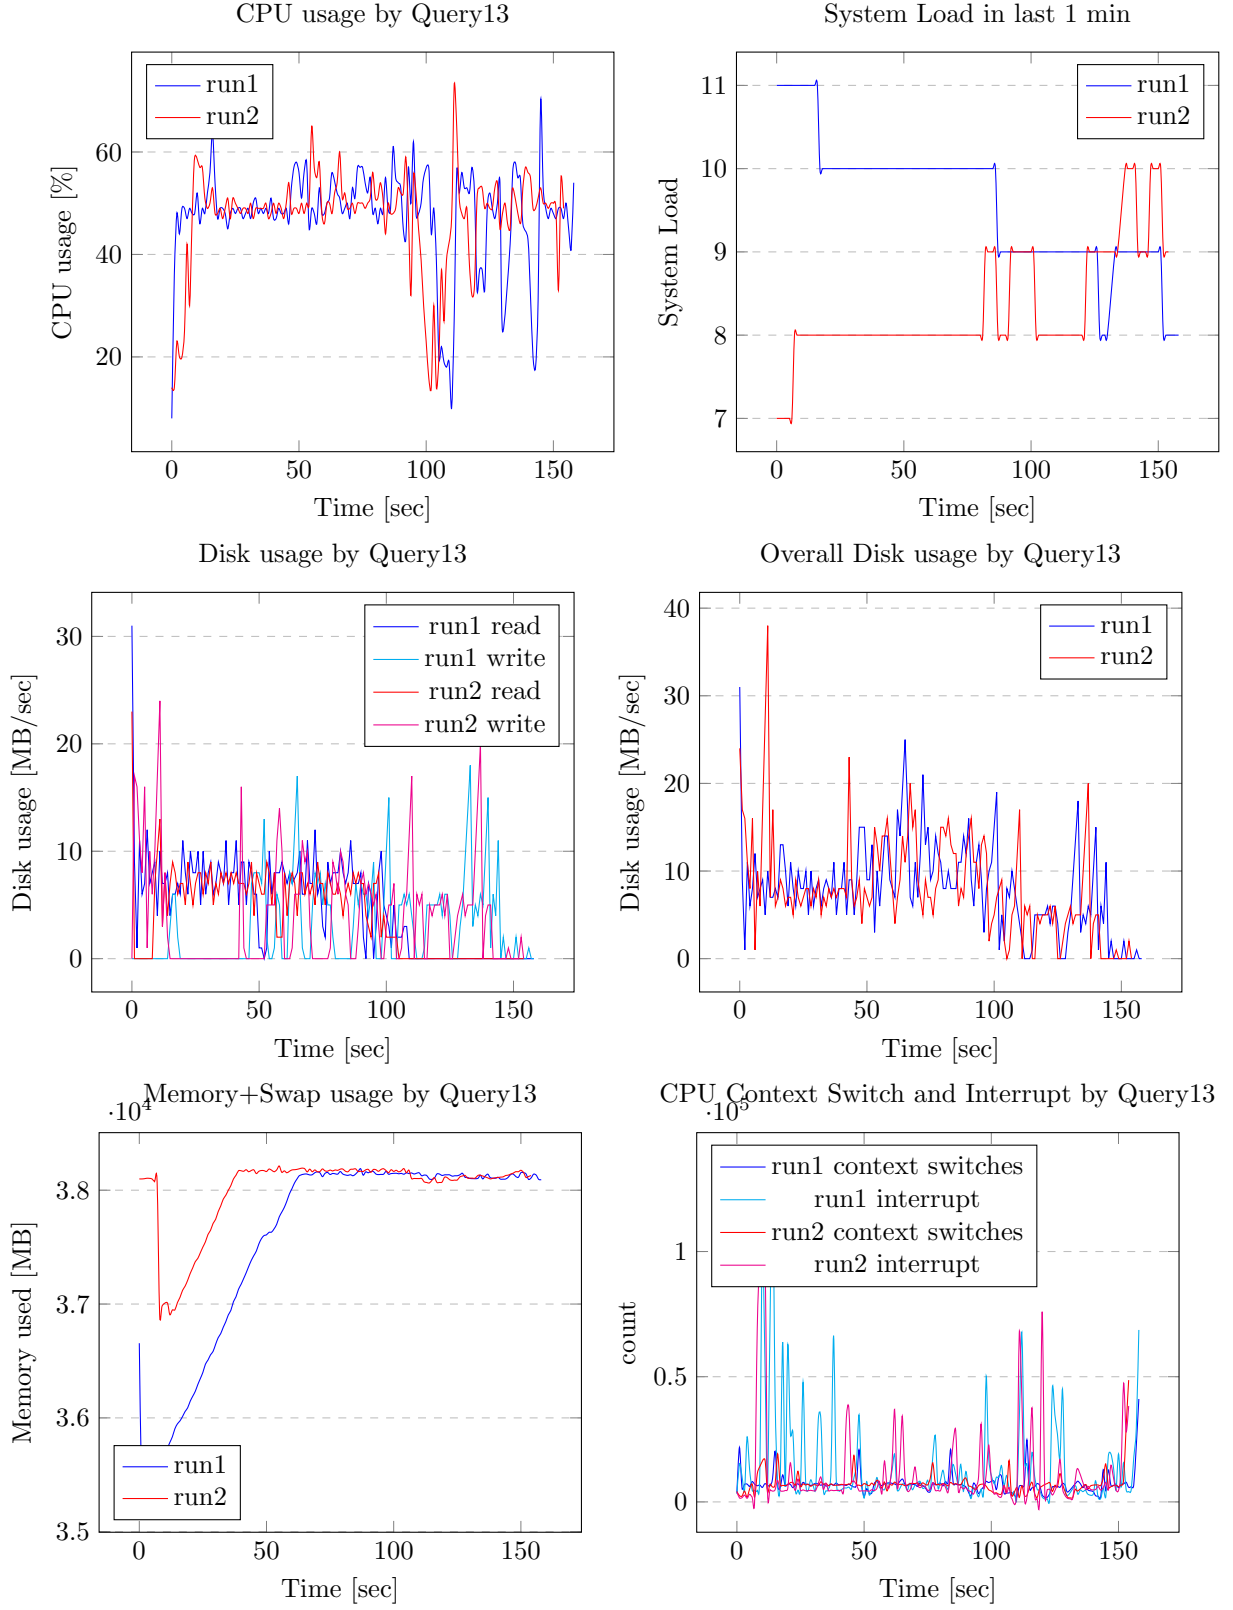 CPU usage by Query13
run1
run2
60
40
20
CPU usage [%]
0 50 100 150
Time [sec]
System Load in last 1 min
run1
run2
11
10
9
8
7
System Load
0 50 100 150
Time [sec]
Disk usage by Query13
run1 read
run1 write
run2 read
run2 write
30
20
10
0
Disk usage [MB/sec]
0 50 100 150
Time [sec]
Overall Disk usage by Query13
run1
run2
40
30
20
10
0
Disk usage [MB/sec]
0 50 100 150
Time [sec]
Memory+Swap usage by Query13
·10^4
3.8
3.7
3.6
3.5
Memory used [MB]
run1
run2
0 50 100 150
Time [sec]
CPU Context Switch and Interrupt by Query13
·10^5
run1 context switches
run1 interrupt
run2 context switches
run2 interrupt
1
0.5
0
count
0 50 100 150
Time [sec]